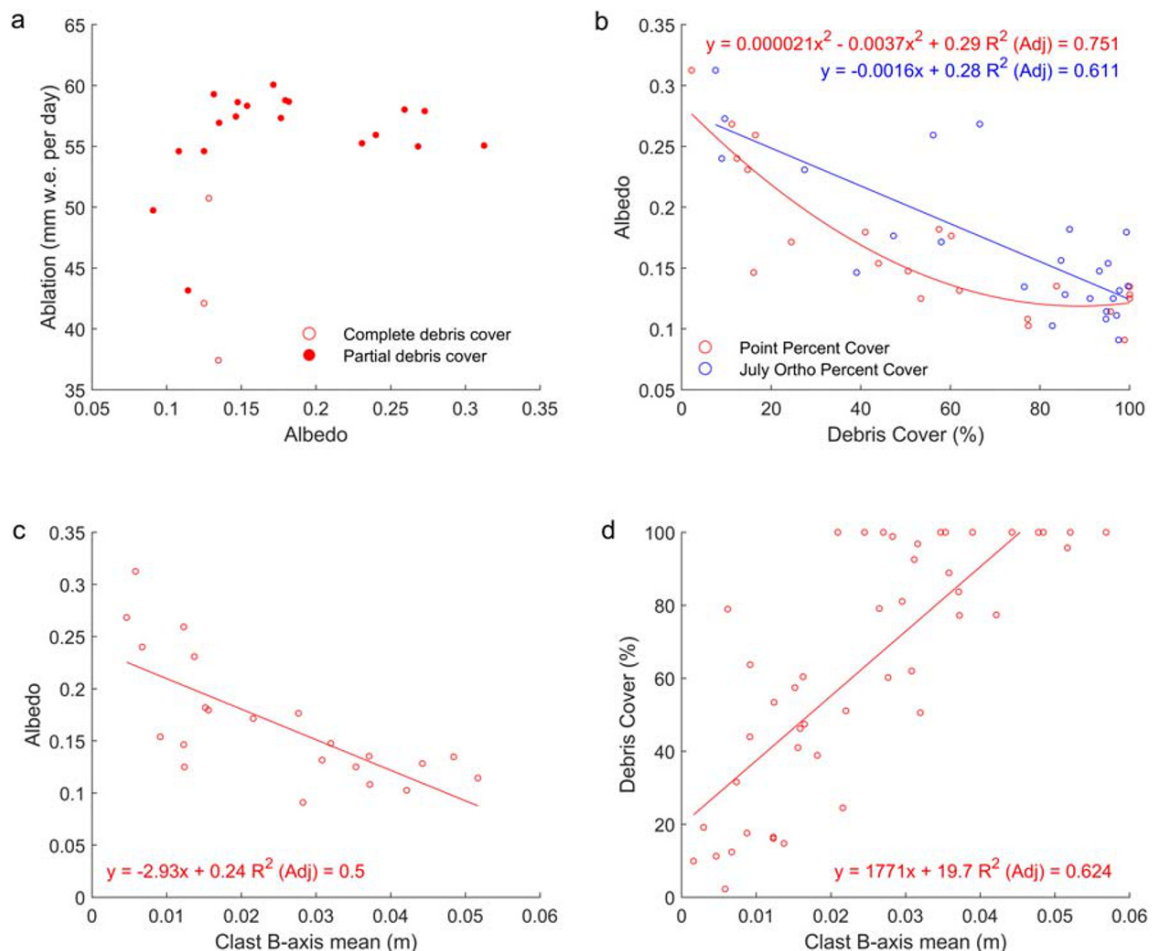 a
Ablation (mm w.e. per day)
65
60
55
50
45
40
35
Complete debris cover
Partial debris cover
0.05 0.1 0.15 0.2 0.25 0.3 0.35
Albedo
b
Albedo
0.35
0.3
0.25
0.2
0.15
0.1
0.05
y = 0.000021x² - 0.0037x² + 0.29 R² (Adj) = 0.751
y = -0.0016x + 0.28 R² (Adj) = 0.611
Point Percent Cover
July Ortho Percent Cover
0 20 40 60 80 100
Debris Cover (%)
c
Albedo
0.35
0.3
0.25
0.2
0.15
0.1
0.05
0
y = -2.93x + 0.24 R² (Adj) = 0.5
0 0.01 0.02 0.03 0.04 0.05 0.06
Clast B-axis mean (m)
d
Debris Cover (%)
100
80
60
40
20
0
y = 1771x + 19.7 R² (Adj) = 0.624
0 0.01 0.02 0.03 0.04 0.05 0.06
Clast B-axis mean (m)